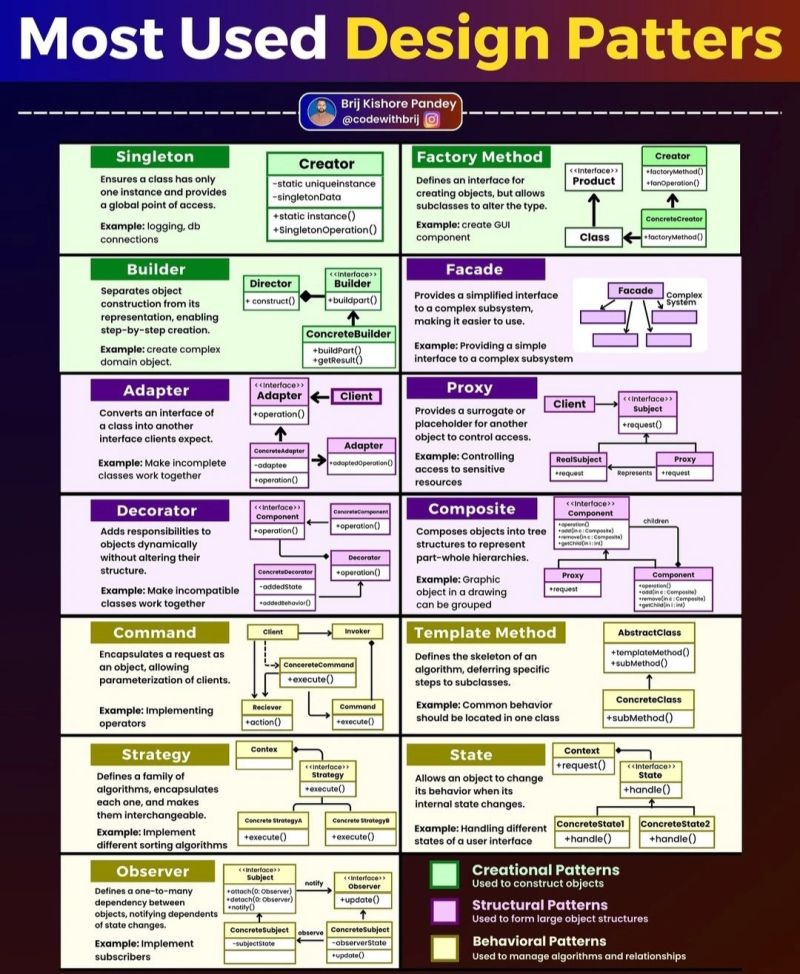 Most Used Design Patters
Brij Kishore Pandey
@codewithbrij
Singleton
Ensures a class has only
one instance and provides
a global point of access.
Example: logging, db
connections
Creator
-static uniqueinstance
-singletonData
+static instance()
+SingletonOperation()
Factory Method
Defines an interface for
creating objects, but allows
subclasses to alter the type.
Example: create GUI
component
<<Interface>>
Product
Class
Creator
+factoryMethod()
+fanOperation()
ConcreteCreator
+factoryMethod()
Builder
Separates object
construction from its
representation, enabling
step-by-step creation.
Example: create complex
domain object.
Director
+ construct()
<<Interface>>
Builder
+buildpart()
ConcreteBuilder
+buildPart()
+getResult()
Facade
Provides a simplified interface
to a complex subsystem,
making it easier to use.
Example: Providing a simple
interface to a complex subsystem
Facade
Complex
System
Adapter
Converts an interface of
a class into another
interface clients expect.
Example: Make incomplete
classes work together
<<Interface>>
Adapter
+operation()
Client
ConcreteAdapter
-adaptee
+operation()
Adapter
+adaptedOperation()
Proxy
Provides a surrogate or
placeholder for another
object to control access.
Example: Controlling
access to sensitive
resources
Client
<<Interface>>
Subject
+request()
RealSubject
+request
Represents
Proxy
+request
Decorator
Adds responsibilities to
objects dynamically
without altering their
structure.
Example: Make incompatible
classes work together
<<Interface>>
Component
+operation()
ConcreteComponent
+operation()
Decorator
+operation()
ConcreteDecorator
-addedState
+addedBehavior()
Composite
Composes objects into tree
structures to represent
part-whole hierarchies.
Example: Graphic
object in a drawing
can be grouped
<<Interface>>
Component
+operation()
+add(in c : Composite)
+remove(in c : Composite)
+getChild(in i : int)
children
Proxy
+request
Component
+operation()
+add(in c : Composite)
+remove(in c : Composite)
+getChild(in i : int)
Command
Encapsulates a request as
an object, allowing
parameterization of clients.
Example: Implementing
operators
Client
Invoker
ConcereteCommand
+execute()
Reciever
+action()
Command
+execute()
Template Method
Defines the skeleton of an
algorithm, deferring specific
steps to subclasses.
Example: Common behavior
should be located in one class
AbstractClass
+templateMethod()
+subMethod()
ConcreteClass
+subMethod()
Strategy
Defines a family of
algorithms, encapsulates
each one, and makes
them interchangeable.
Example: Implement
different sorting algorithms
Contex
<<Interface>>
Strategy
+execute()
Concrete StrategyA
+execute()
Concrete StrategyB
+execute()
State
Allows an object to change
its behavior when its
internal state changes.
Example: Handling different
states of a user interface
Context
+request()
<<Interface>>
State
+handle()
ConcreteState1
+handle()
ConcreteState2
+handle()
Observer
Defines a one-to-many
dependency between
objects, notifying dependents
of state changes.
Example: Implement
subscribers
<<Interface>>
Subject
+attach(0: Observer)
+detach(0: Observer)
+notify()
notify
<<Interface>>
Observer
+update()
ConcreteSubject
-subjectState
observe
ConcreteSubject
-abserverState
+update()
Creational Patterns
Used to construct objects
Structural Patterns
Used to form large object structures
Behavioral Patterns
Used to manage algorithms and relationships